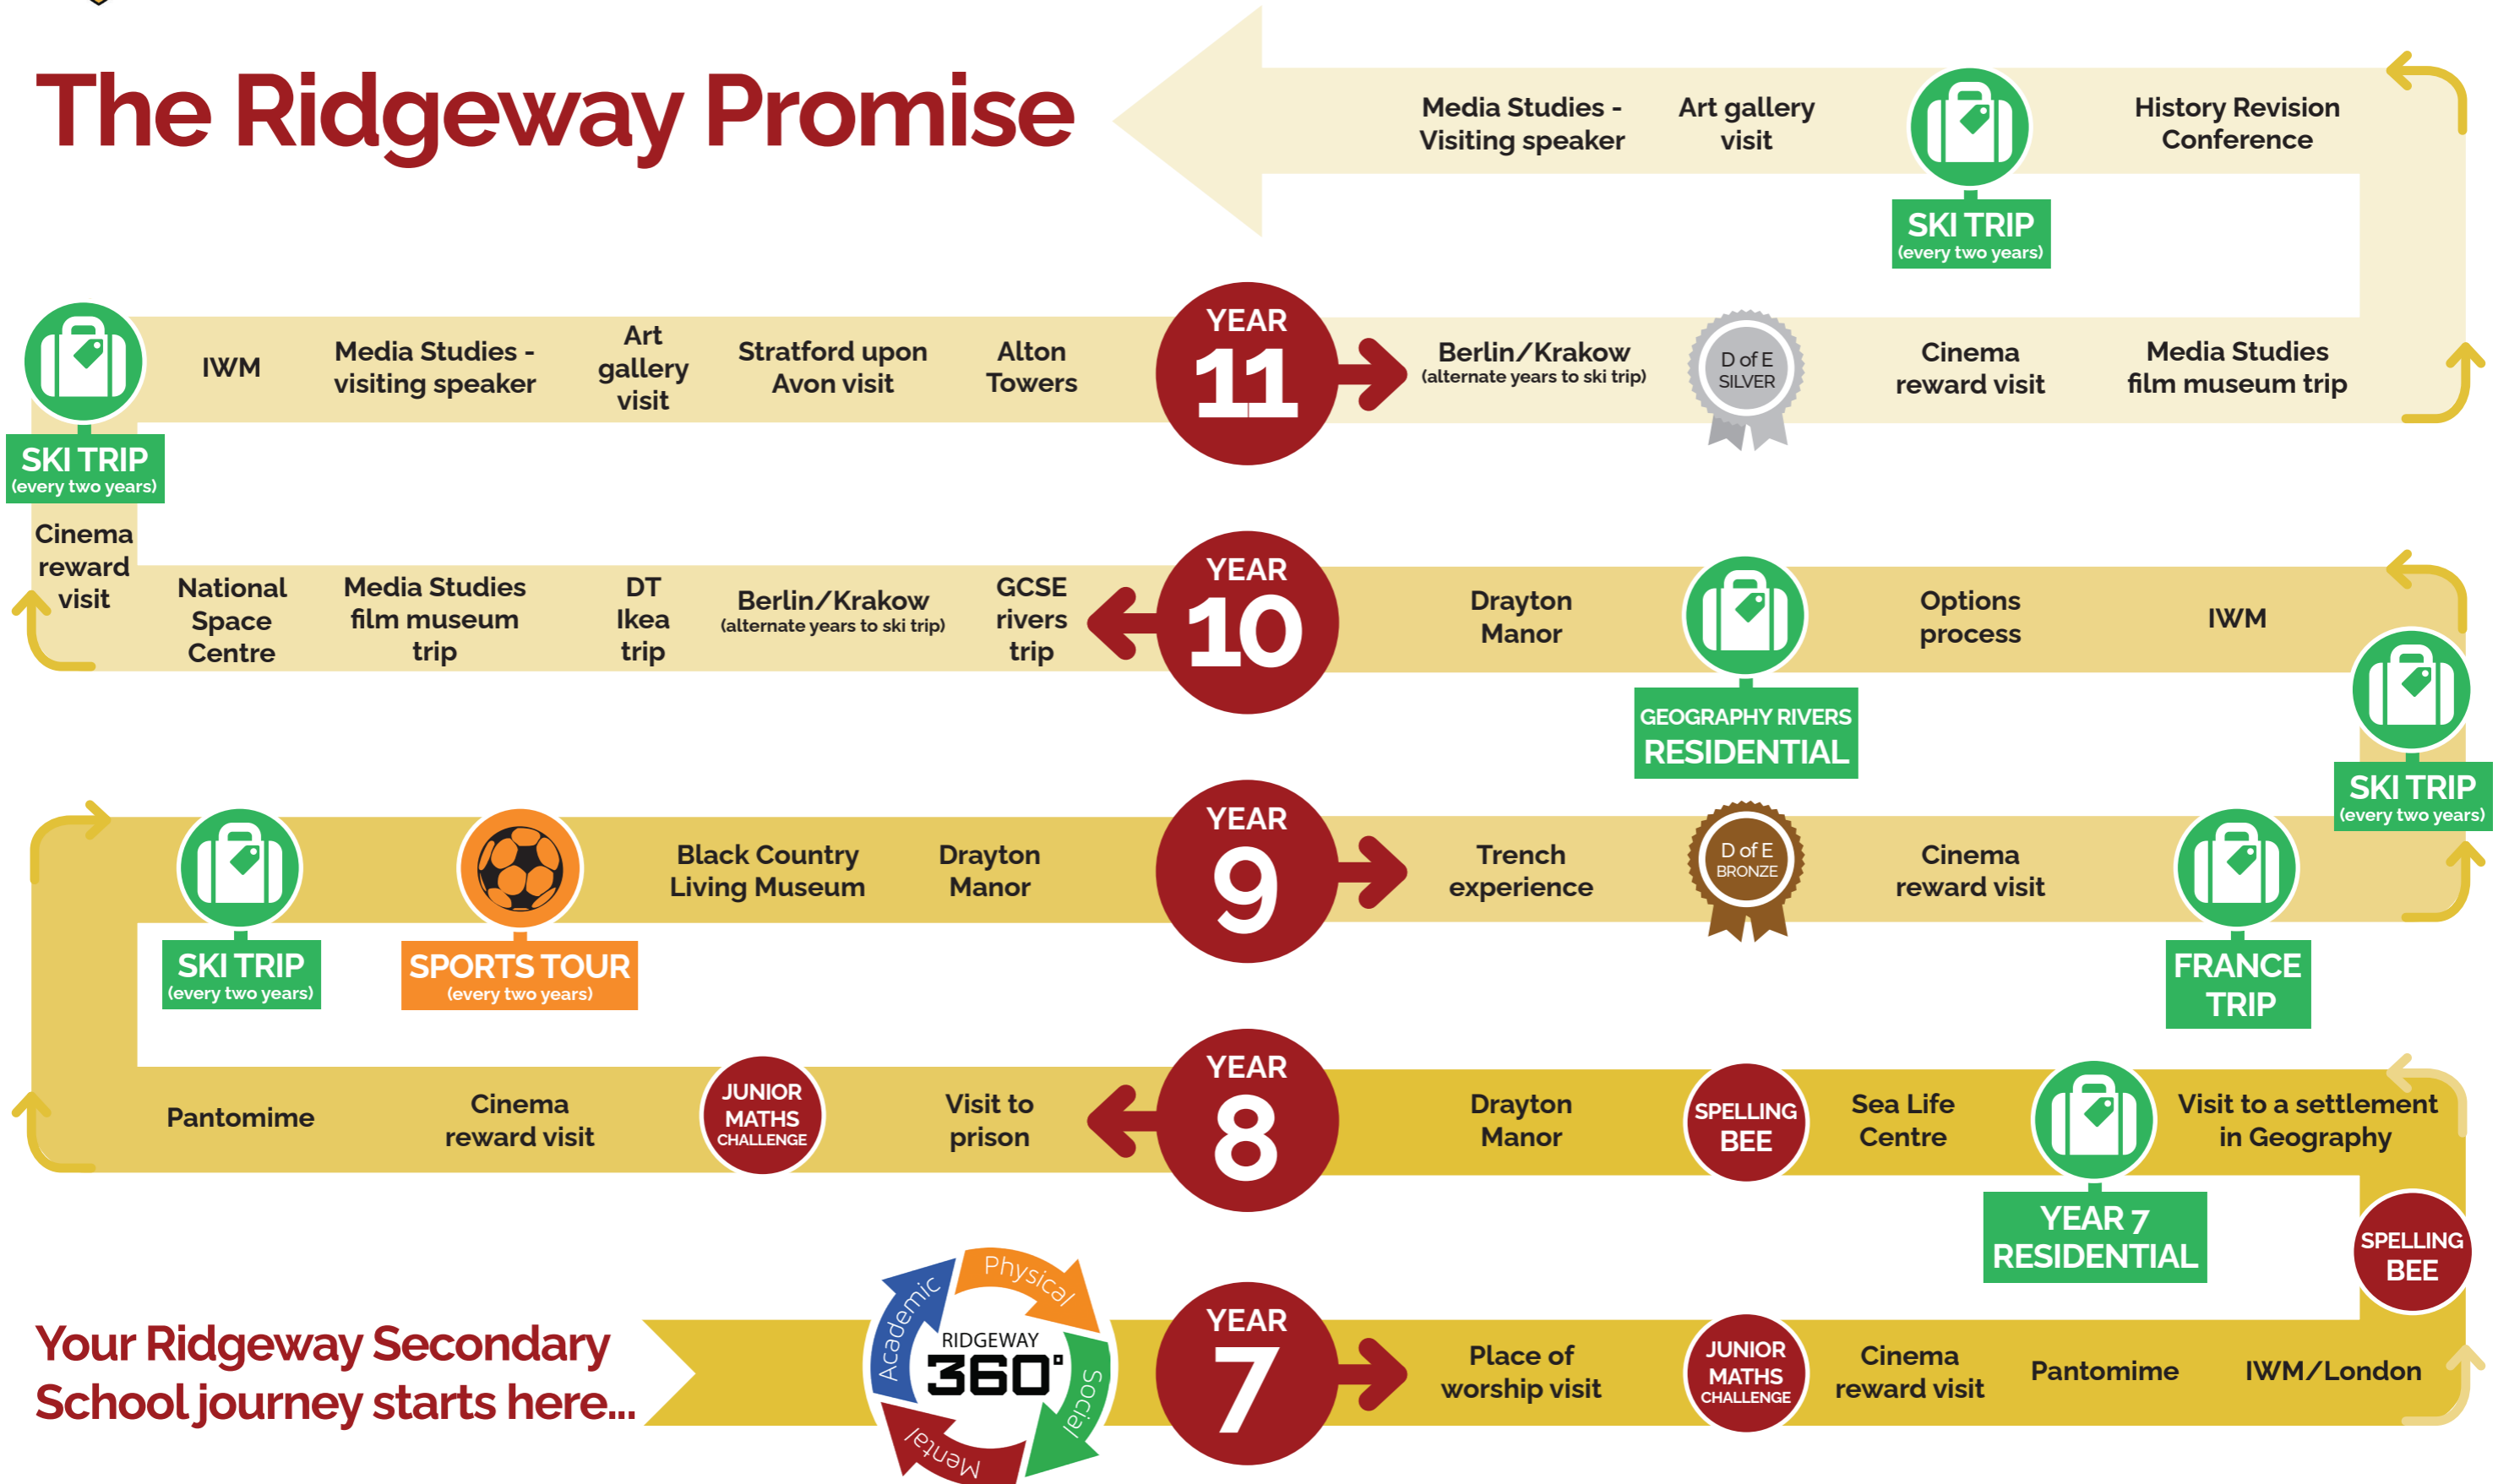 The Ridgeway Promise
Media Studies -
Visiting speaker
Art gallery
visit
SKI TRIP
(every two years)
History Revision
Conference
SKI TRIP
(every two years)
IWM
Media Studies -
visiting speaker
Art
gallery
visit
Stratford upon
Avon visit
Alton
Towers
YEAR
11
Berlin/Krakow
(alternate years to ski trip)
D of E
SILVER
Cinema
reward visit
Media Studies
film museum trip
Cinema
reward
visit
National
Space
Centre
Media Studies
film museum
trip
DT
Ikea
trip
Berlin/Krakow
(alternate years to ski trip)
GCSE
rivers
trip
YEAR
10
Drayton
Manor
GEOGRAPHY RIVERS
RESIDENTIAL
Options
process
IWM
SKI TRIP
(every two years)
SKI TRIP
(every two years)
SPORTS TOUR
(every two years)
Black Country
Living Museum
Drayton
Manor
YEAR
9
Trench
experience
D of E
BRONZE
Cinema
reward visit
FRANCE
TRIP
Pantomime
Cinema
reward visit
JUNIOR
MATHS
CHALLENGE
Visit to
prison
YEAR
8
Drayton
Manor
SPELLING
BEE
Sea Life
Centre
YEAR 7
RESIDENTIAL
Visit to a settlement
in Geography
SPELLING
BEE
Your Ridgeway Secondary
School journey starts here...
Academic
Physical
Social
Mental
RIDGEWAY
360°
YEAR
7
Place of
worship visit
JUNIOR
MATHS
CHALLENGE
Cinema
reward visit
Pantomime
IWM/London